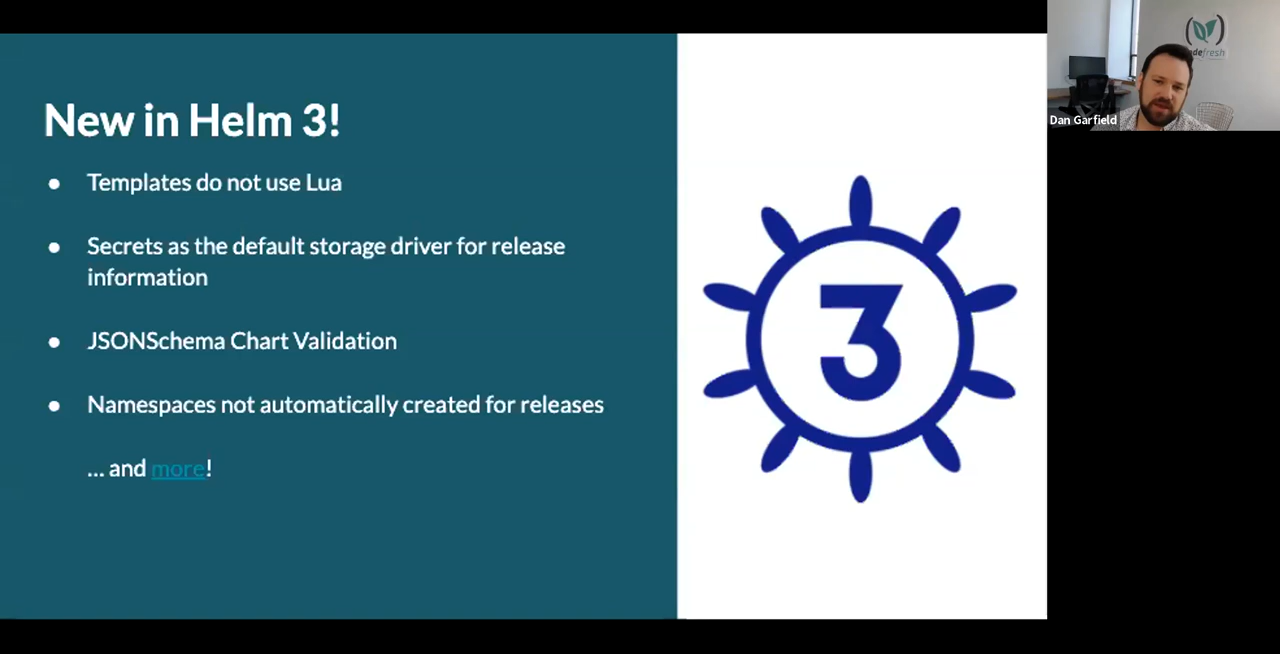 New in Helm 3!
● Templates do not use Lua
● Secrets as the default storage driver for release
information
● JSONSchema Chart Validation
● Namespaces not automatically created for releases
... and more!
3
defresh
Dan Garfield